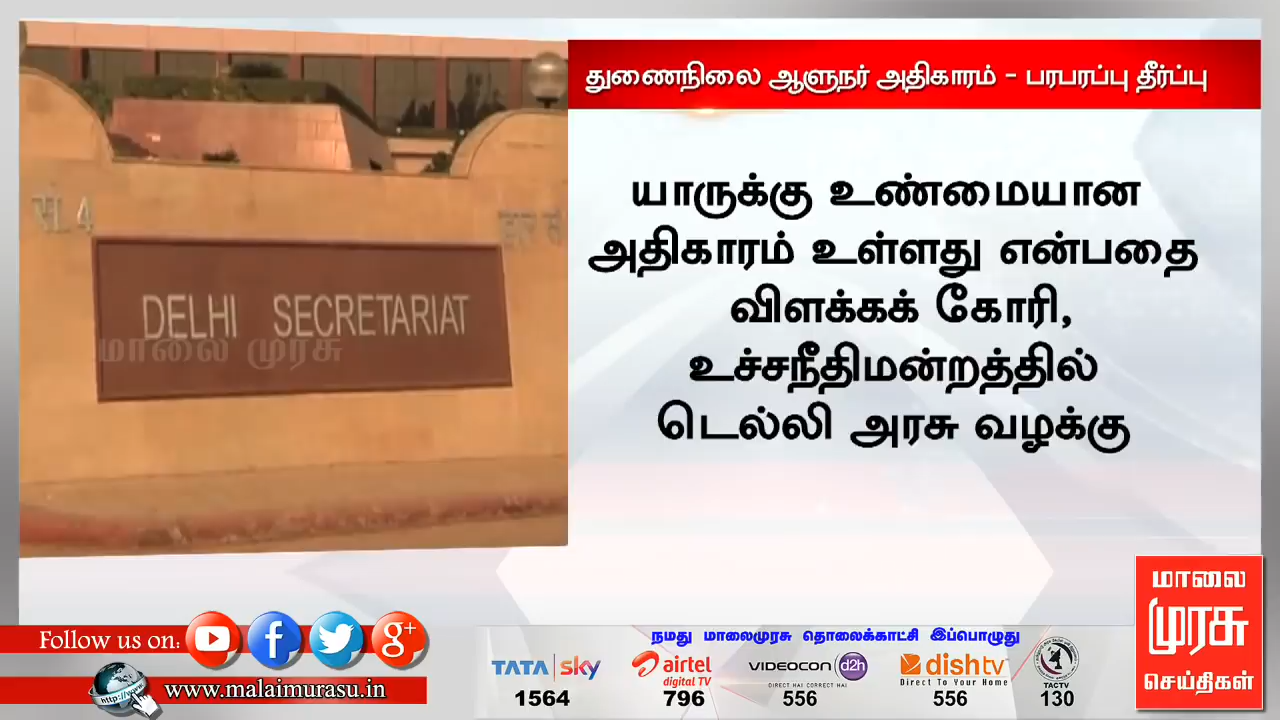 துணைநிலை ஆளுநர் அதிகாரம் - பரபரப்பு தீர்ப்பு
யாருக்கு உண்மையான
அதிகாரம் உள்ளது என்பதை
விளக்கக் கோரி,
உச்சநீதிமன்றத்தில்
டெல்லி அரசு வழக்கு
DELHI SECRETARIAT
மாலை முரசு
Follow us on:
www.malaimurasu.in
நமது மாலைமுரசு தொலைக்காட்சி இப்பொழுது
TATA sky
1564
airtel
digital TV
796
VIDEOCON d2h
DIRECT HAI CORRECT HAI
556
dishtv
Direct To Your Home
556
TACTV
130
மாலை
முரசு
செய்திகள்